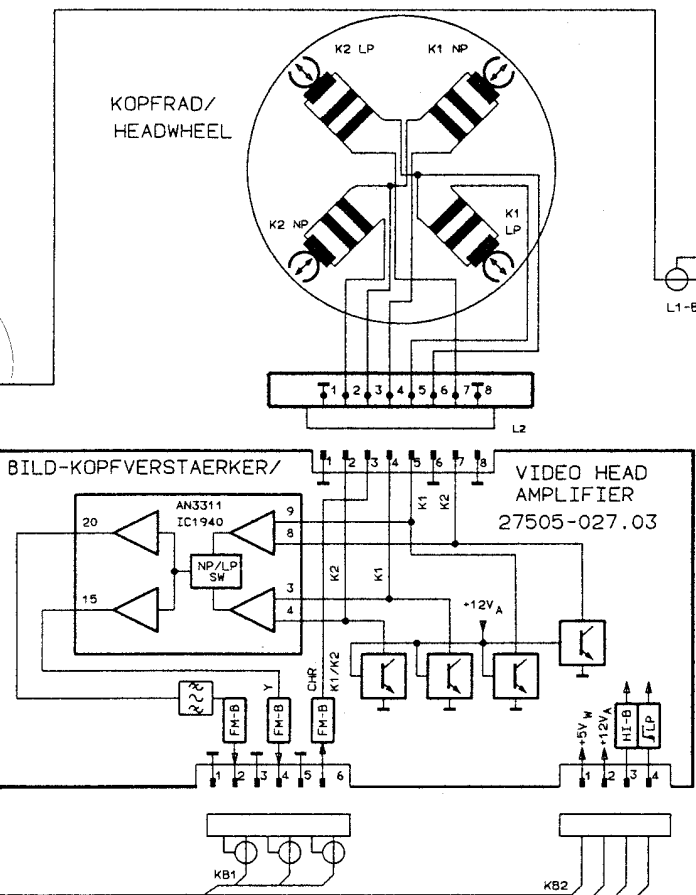 K2 LP
K1 NP
KOPFRAD/
HEADWHEEL
K2 NP
K1
LP
L1-B
1 2 3 4 5 6 7 8
L2
BILD-KOPFVERSTAERKER/
1 2 3 4 5 6 7 8
VIDEO HEAD
AMPLIFIER
27505-027.03
AN3311
IC1940
20
9
8
K1
K2
NP/LP
SW
15
3
4
K2
K1
+12VA
CHR
K1/K2
Y
FM-B
FM-B
FM-B
+5VW
+12VA
HI-B
LP
1 2 3 4 5 6
1 2 3 4
KB1
KB2